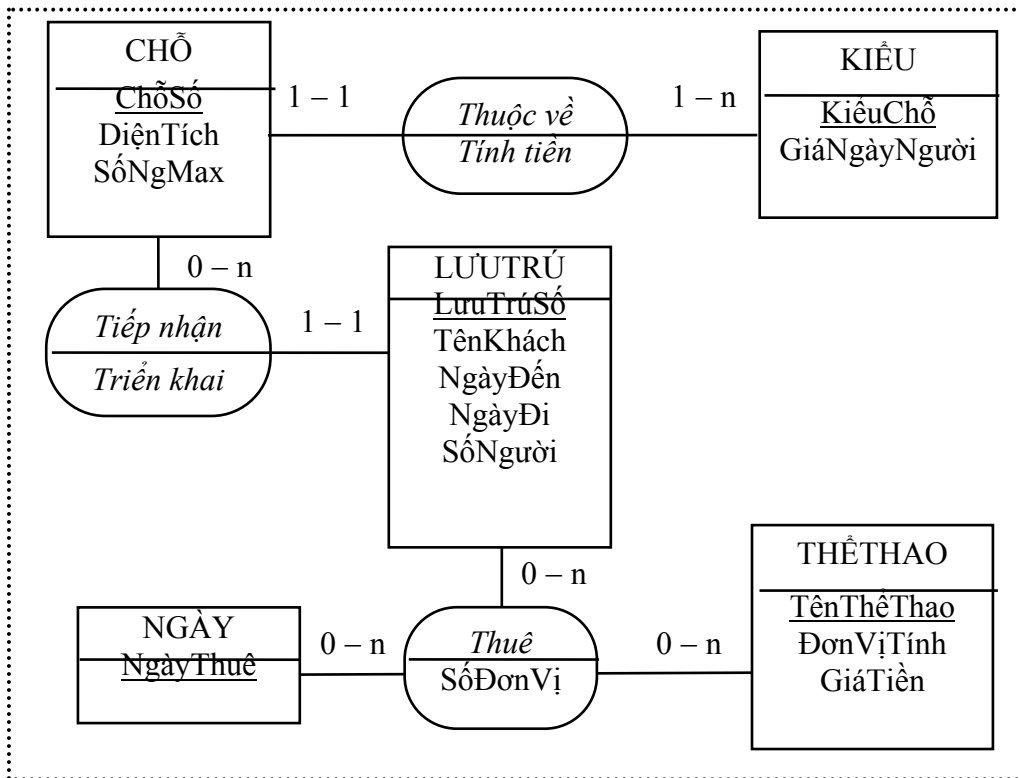 CHỖ
ChỗSố
DiệnTích
SốNgMax
1 – 1
Thuộc về
Tính tiền
1 – n
KIỂU
KiểuChỗ
GiáNgàyNgười
0 – n
Tiếp nhận
Triển khai
1 – 1
LƯUTRÚ
LưuTrúSố
TênKhách
NgàyĐến
NgàyĐi
SốNgười
0 – n
NGÀY
NgàyThuê
0 – n
Thuê
SốĐơnVị
0 – n
THỂTHAO
TênThểThao
ĐơnVịTính
GiáTiền